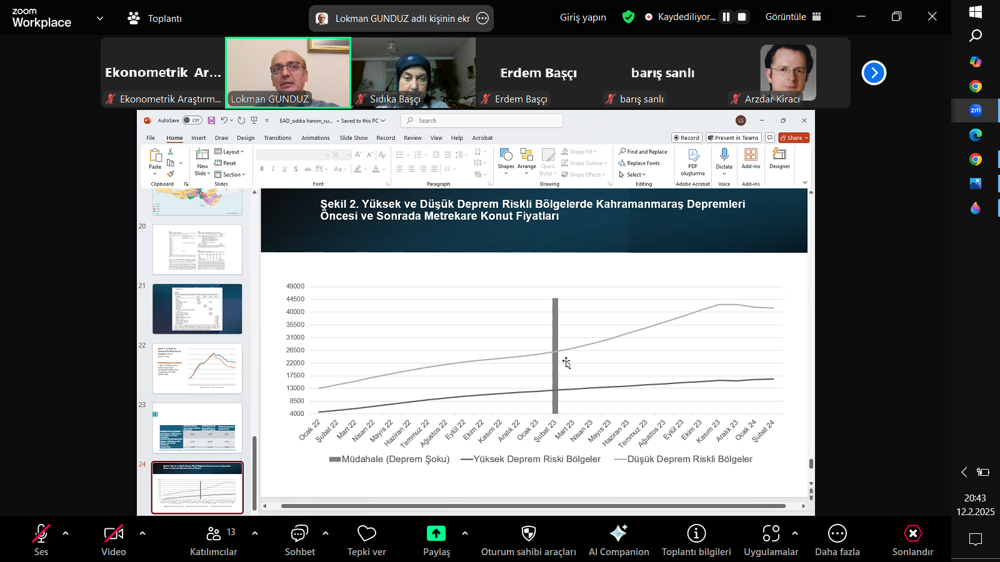 zoom
Workplace
Toplantı
Lokman GUNDUZ adlı kişinin ekr
Giriş yapın
Kaydediliyor...
Görüntüle
Ekonometrik Ar...
Erdem Başçı
barış sanlı
Ekonometrik Araştırm...
Lokman GUNDUZ
Sıdıka Başçı
Erdem Başçı
barış sanlı
Arzdar Kiracı
AutoSave
Off
EAD_sıdıka hanım_su... • Saved to this PC
Search
LG
File
Home
Insert
Draw
Design
Transitions
Animations
Slide Show
Record
Review
View
Help
Acrobat
Record
Present in Teams
Share
Paste
Clipboard
New
Slide
Layout
Reset
Section
Slides
52
Font
Paragraph
Shapes
Arrange
Quick
Styles
Shape Fill
Shape Outline
Shape Effects
Drawing
Find and Replace
Replace Fonts
Select
Editing
PDF
oluşturma
Adobe Acrobat
Dictate
Voice
Add-ins
Add-ins
Designer
20
21
22
23
24
Şekil 2. Yüksek ve Düşük Deprem Riskli Bölgelerde Kahramanmaraş Depremleri
Öncesi ve Sonrada Metrekare Konut Fiyatları
49000
44500
40000
35500
31000
26500
22000
17500
13000
8500
4000
Ocak 22
Şubat 22
Mart 22
Nisan 22
Mayıs 22
Haziran 22
Temmuz 22
Ağustos 22
Eylül 22
Ekim 22
Kasım 22
Aralık 22
Ocak 23
Şubat 23
Mart 23
Nisan 23
Mayıs 23
Haziran 23
Temmuz 23
Ağustos 23
Eylül 23
Ekim 23
Kasım 23
Aralık 23
Ocak 24
Şubat 24
Müdahale (Deprem Şoku)
Yüksek Deprem Riski Bölgeler
Düşük Deprem Riskli Bölgeler
zm
20:43
12.2.2025
Ses
Video
13
Katılımcılar
Sohbet
Tepki ver
Paylaş
Oturum sahibi araçları
AI Companion
Toplantı bilgileri
Uygulamalar
Daha fazla
Sonlandır